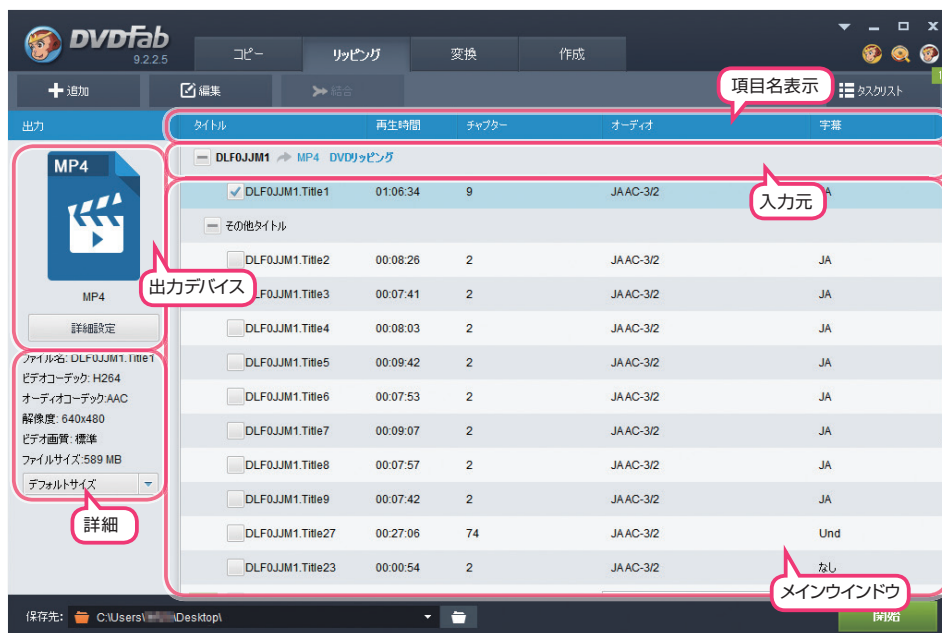 DVDFab
9.2.2.5
コピー リッピング 変換 作成
追加 編集 結合 タスクリスト
項目名表示
出力 タイトル 再生時間 チャプター オーディオ 字幕
MP4
DLF0JJM1 MP4 DVDリッピング
入力元
DLF0JJM1.Title1 01:06:34 9 JA AC-3/2 JA
その他タイトル
DLF0JJM1.Title2 00:08:26 2 JA AC-3/2 JA
出力デバイス
MP4
DLF0JJM1.Title3 00:07:41 2 JA AC-3/2 JA
詳細設定
DLF0JJM1.Title4 00:08:03 2 JA AC-3/2 JA
ファイル名: DLF0JJM1.Title1
DLF0JJM1.Title5 00:09:42 2 JA AC-3/2 JA
ビデオコーデック: H264
オーディオコーデック:AAC
DLF0JJM1.Title6 00:07:53 2 JA AC-3/2 JA
解像度: 640x480
DLF0JJM1.Title7 00:09:07 2 JA AC-3/2 JA
ビデオ画質: 標準
ファイルサイズ:589 MB
DLF0JJM1.Title8 00:07:57 2 JA AC-3/2 JA
デフォルトサイズ
DLF0JJM1.Title9 00:07:42 2 JA AC-3/2 JA
詳細
DLF0JJM1.Title27 00:27:06 74 JA AC-3/2 Und
DLF0JJM1.Title23 00:00:54 2 JA AC-3/2 なし
メインウインドウ
保存先: C:\Users\ \Desktop\ 開始